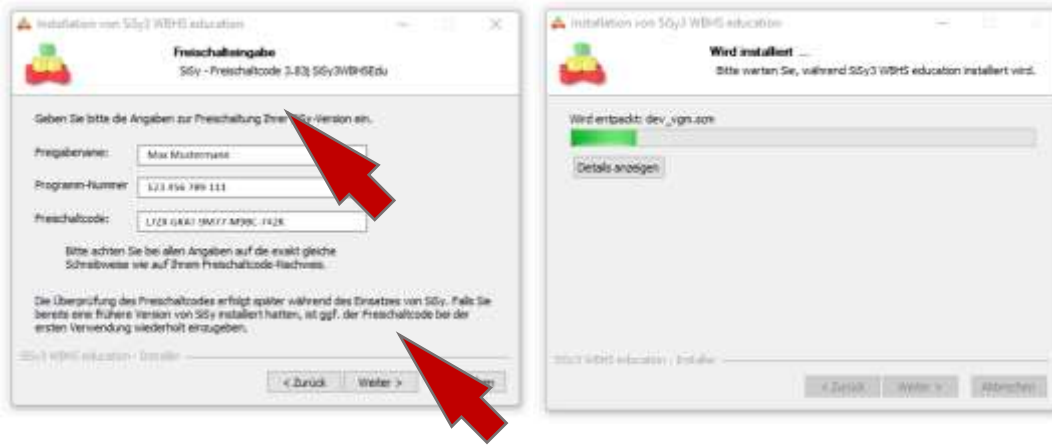 Installation von SiSy3 WBHS education
Freischalteingabe
SiSy - Freischaltcode 3.83j SiSy3WBHSEdu
Geben Sie bitte die Angaben zur Freischaltung Ihrer SiSy-Version ein.
Freigabename:
Max Mustermann
Programm-Nummer
123 456 789 111
Freischaltcode:
Bitte achten Sie bei allen Angaben auf die exakt gleiche
Schreibweise wie auf Ihrem Freischaltcode-Nachweis.
Die Überprüfung des Freischaltcodes erfolgt später während des Einsatzes von SiSy. Falls Sie
bereits eine frühere Version von SiSy installiert hatten, ist ggf. der Freischaltcode bei der
ersten Verwendung wiederholt einzugeben.
SiSy3 WBHS education - Installer
< Zurück Weiter >
Installation von SiSy3 WBHS education
Wird installiert ...
Bitte warten Sie, während SiSy3 WBHS education installiert wird.
Wird entpackt: dev_vgm.scm
Details anzeigen
SiSy3 WBHS education - Installer
< Zurück Weiter > Abbrechen